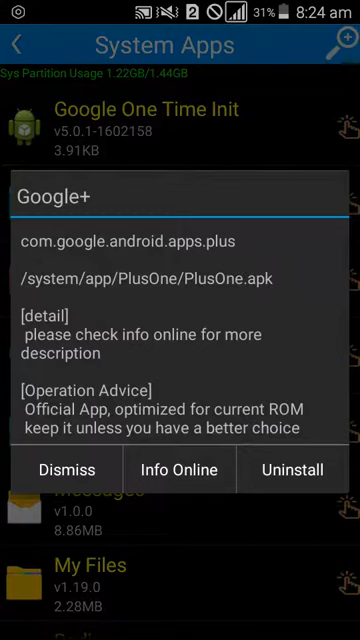 2
31%
8:24 am
System Apps
Sys Partition Usage 1.22GB/1.44GB
Google One Time Init
v5.0.1-1602158
3.91KB
Google+
com.google.android.apps.plus
/system/app/PlusOne/PlusOne.apk
[detail]
please check info online for more
description
[Operation Advice]
Official App, optimized for current ROM
keep it unless you have a better choice
Dismiss
Info Online
Uninstall
Messages
v1.0.0
8.86MB
My Files
v1.19.0
2.28MB